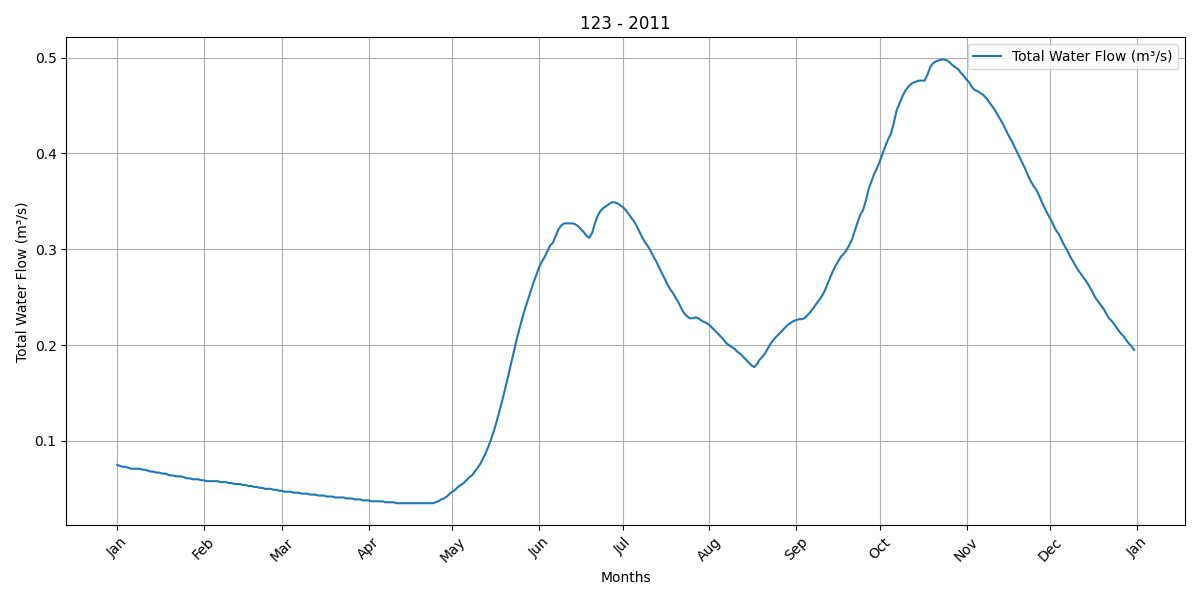 123 - 2011
Total Water Flow (m³/s)
Total Water Flow (m³/s)
0.5
0.4
0.3
0.2
0.1
Jan
Feb
Mar
Apr
May
Jun
Jul
Aug
Sep
Oct
Nov
Dec
Jan
Months